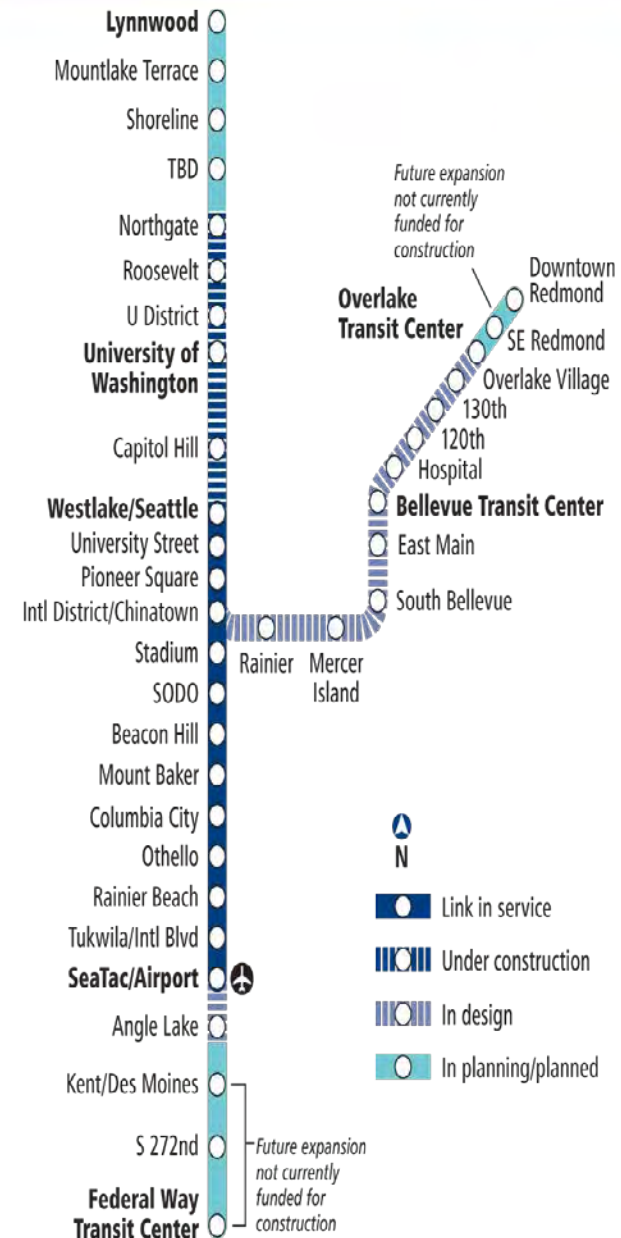 Lynnwood
Mountlake Terrace
Shoreline
TBD
Northgate
Roosevelt
U District
University of
Washington
Capitol Hill
Westlake/Seattle
University Street
Pioneer Square
Intl District/Chinatown
Stadium
SODO
Beacon Hill
Mount Baker
Columbia City
Othello
Rainier Beach
Tukwila/Intl Blvd
SeaTac/Airport
Angle Lake
Kent/Des Moines
S 272nd
Federal Way
Transit Center
Future expansion
not currently
funded for
construction
Future expansion
not currently
funded for
construction
Downtown
Redmond
SE Redmond
Overlake
Transit Center
Overlake Village
130th
120th
Hospital
Bellevue Transit Center
East Main
South Bellevue
Rainier
Mercer
Island
N
Link in service
Under construction
In design
In planning/planned